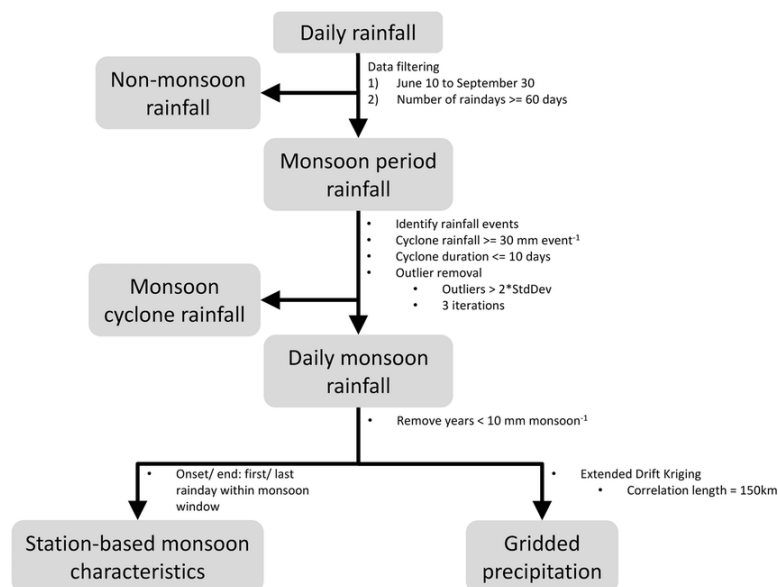 Daily rainfall
Data filtering
1) June 10 to September 30
2) Number of raindays >= 60 days
Non-monsoon
rainfall
Monsoon period
rainfall
• Identify rainfall events
• Cyclone rainfall >= 30 mm event⁻¹
• Cyclone duration <= 10 days
• Outlier removal
• Outliers > 2*StdDev
• 3 iterations
Monsoon
cyclone rainfall
Daily monsoon
rainfall
• Remove years < 10 mm monsoon⁻¹
• Onset/ end: first/ last
rainday within monsoon
window
• Extended Drift Kriging
• Correlation length = 150km
Station-based monsoon
characteristics
Gridded
precipitation